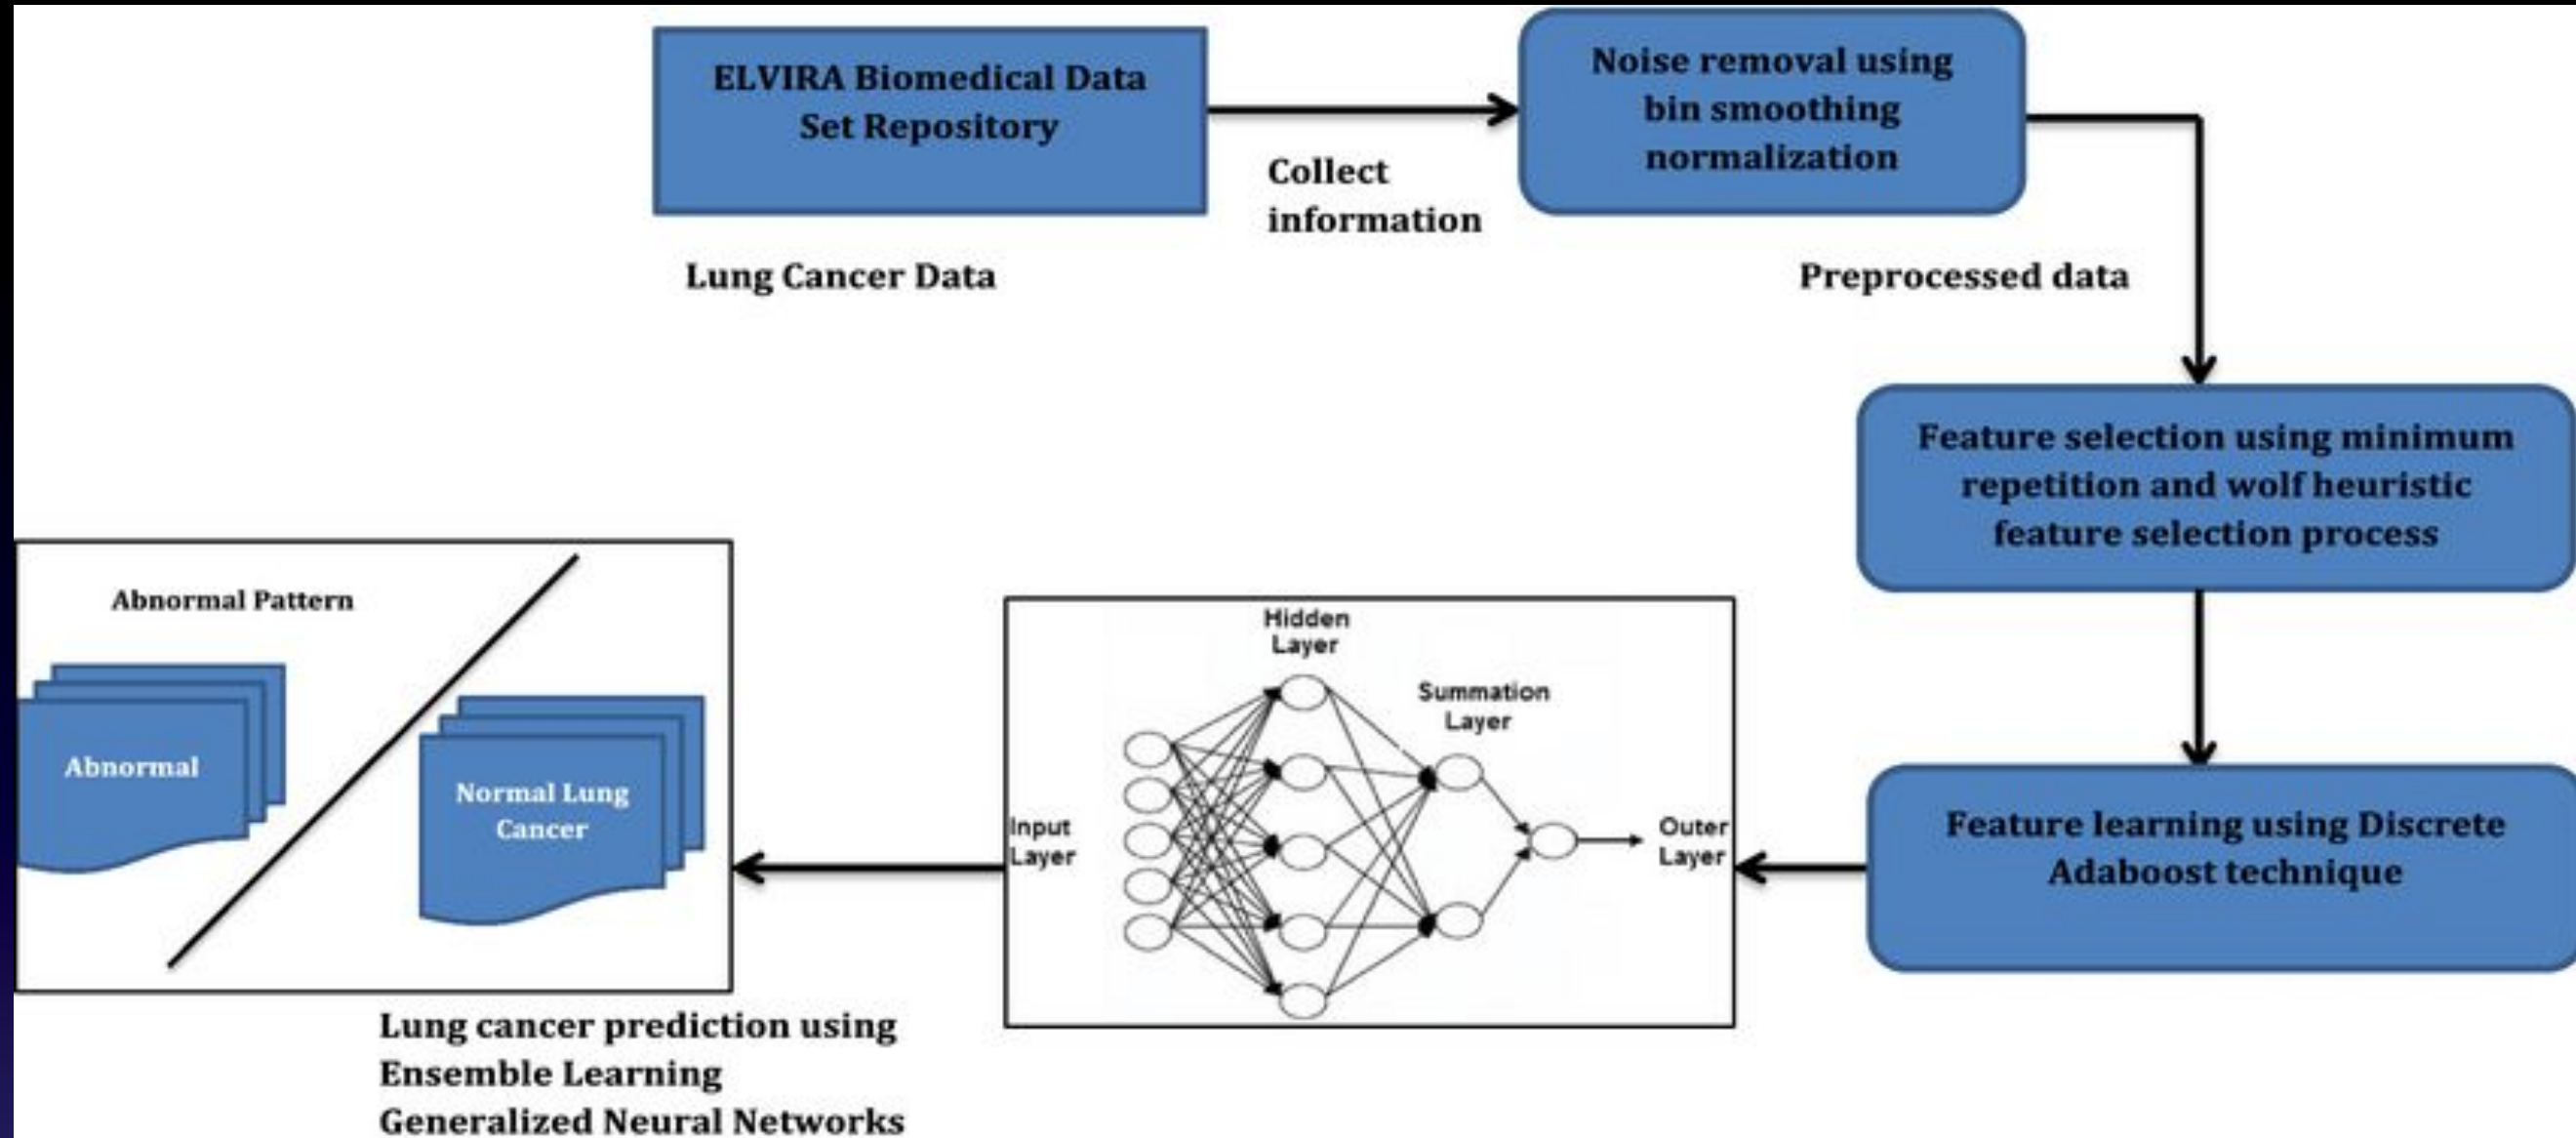 ELVIRA Biomedical Data
Set Repository
Noise removal using
bin smoothing
normalization
Collect
information
Lung Cancer Data
Preprocessed data
Feature selection using minimum
repetition and wolf heuristic
feature selection process
Feature learning using Discrete
Adaboost technique
Hidden
Layer
Summation
Layer
Input
Layer
Outer
Layer
Abnormal Pattern
Abnormal
Normal Lung
Cancer
Lung cancer prediction using
Ensemble Learning
Generalized Neural Networks